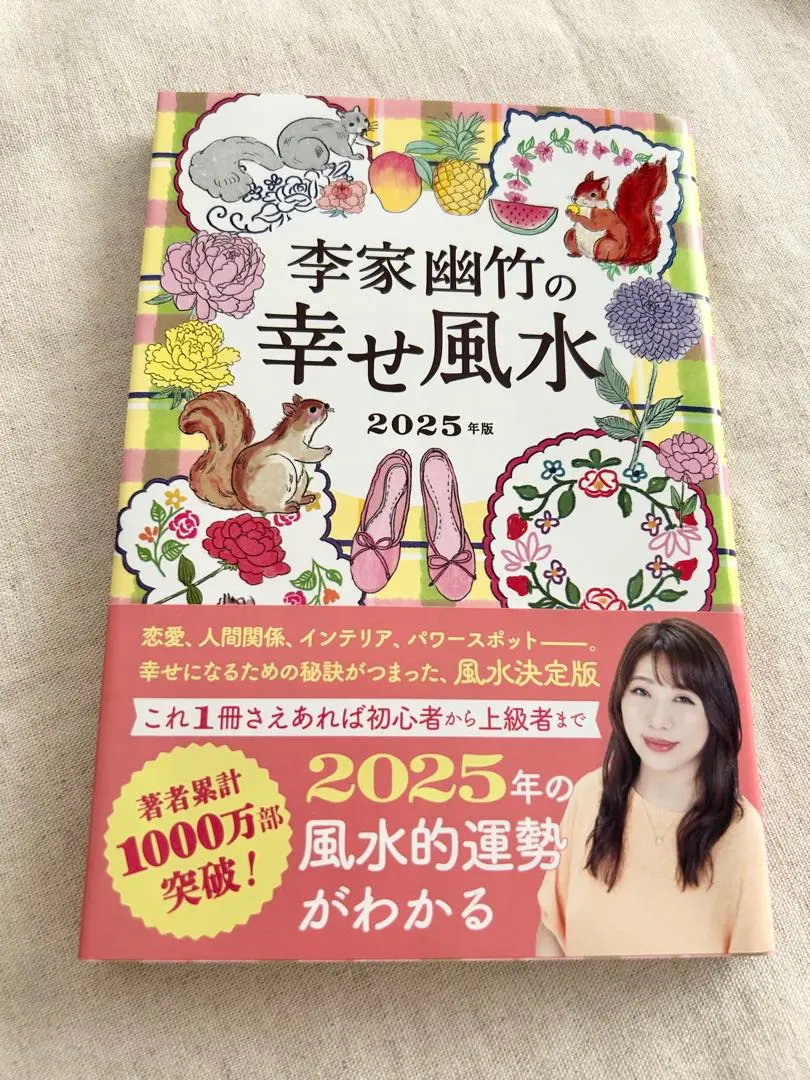 李家幽竹の
幸せ風水
2025年版
恋愛、人間関係、インテリア、パワースポット――。
幸せになるための秘訣がつまった、風水決定版
これ1冊さえあれば初心者から上級者まで
著者累計
1000万部
突破!
2025年の
風水的運勢
がわかる